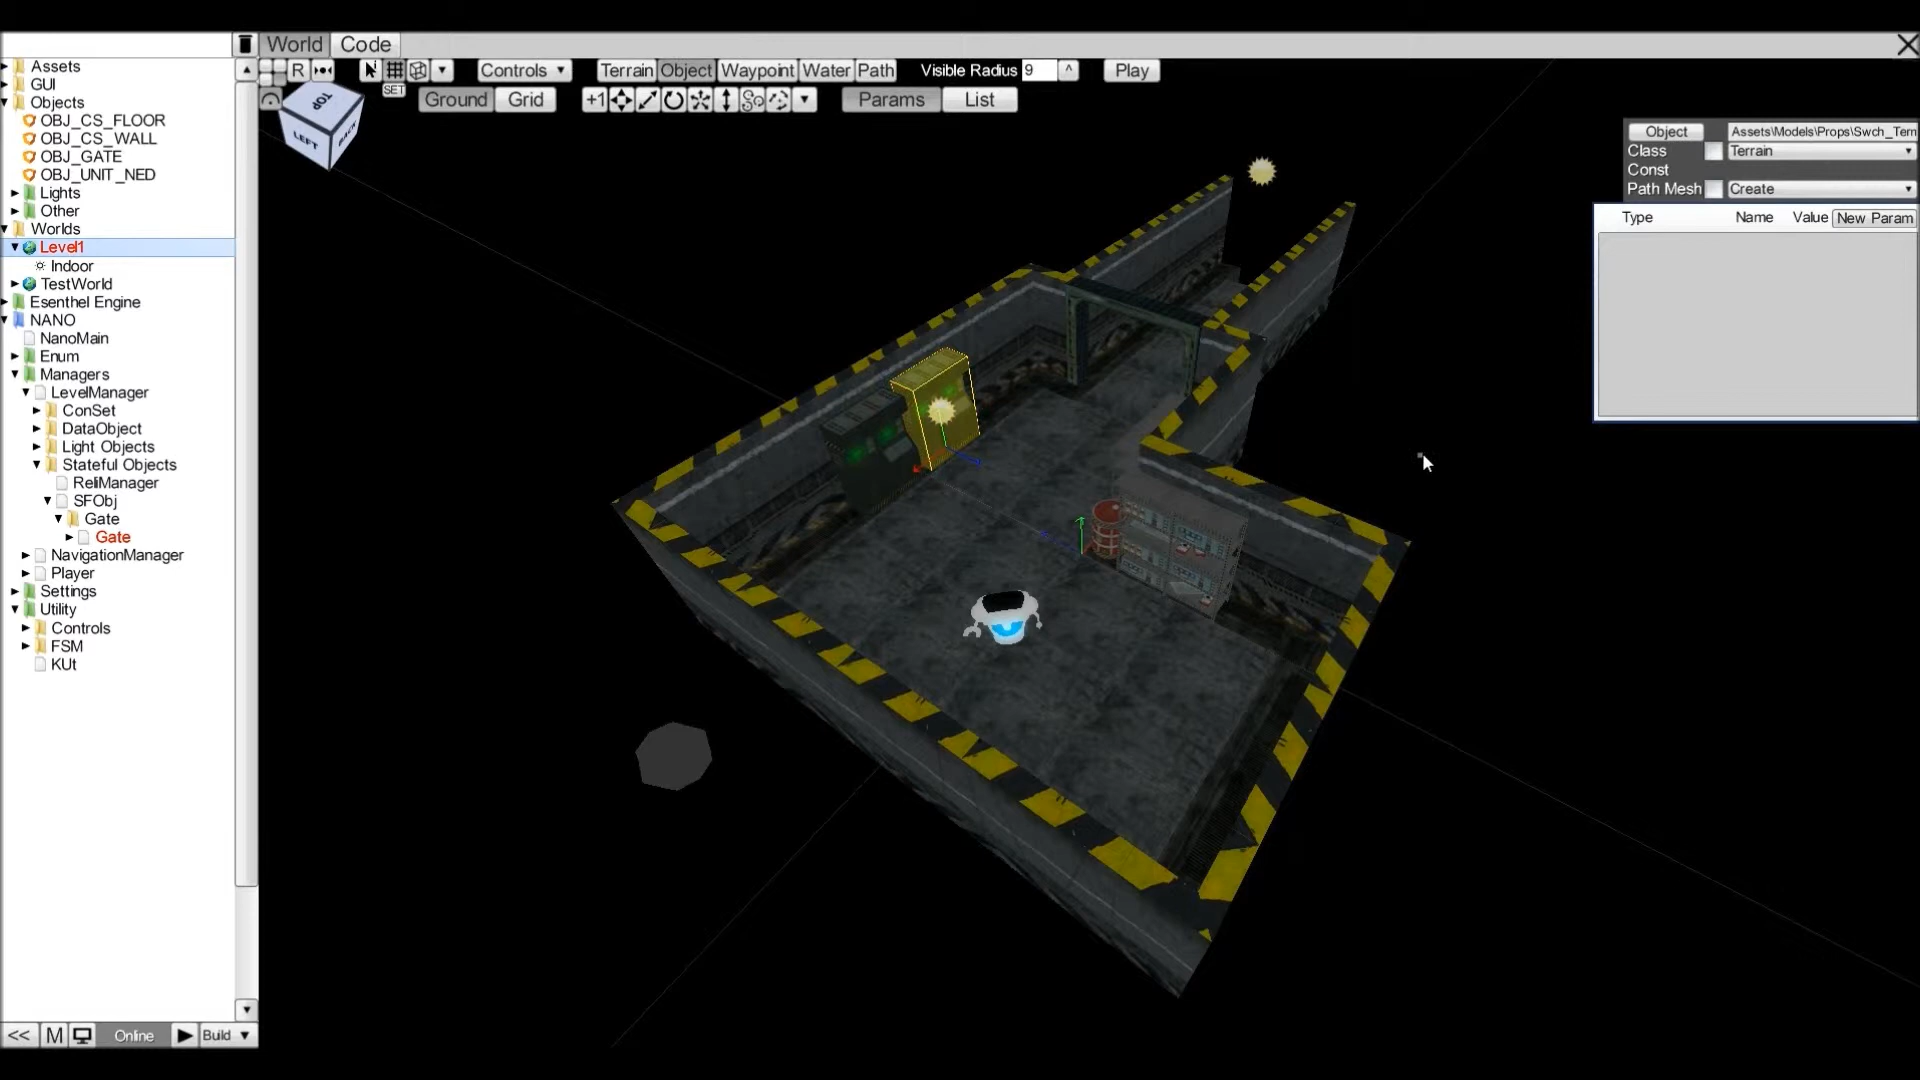 World Code
R Controls Terrain Object Waypoint Water Path Visible Radius 9 ^ Play
SET
Ground Grid +1 Params List
TOP
LEFT BACK
Assets
GUI
Objects
OBJ_CS_FLOOR
OBJ_CS_WALL
OBJ_GATE
OBJ_UNIT_NED
Lights
Other
Worlds
Level1
Indoor
TestWorld
Esenthel Engine
NANO
NanoMain
Enum
Managers
LevelManager
ConSet
DataObject
Light Objects
Stateful Objects
ReliManager
SFObj
Gate
Gate
NavigationManager
Player
Settings
Utility
Controls
FSM
KUt
<< M Online Build
Object Assets\Models\Props\Swch_Tern
Class Terrain
Const
Path Mesh Create
Type Name Value New Param